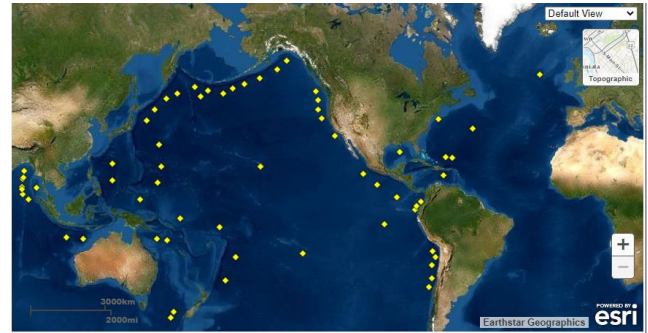 Default View
Topographic
3000km
2000mi
+
−
POWERED BY
esri
Earthstar Geographics